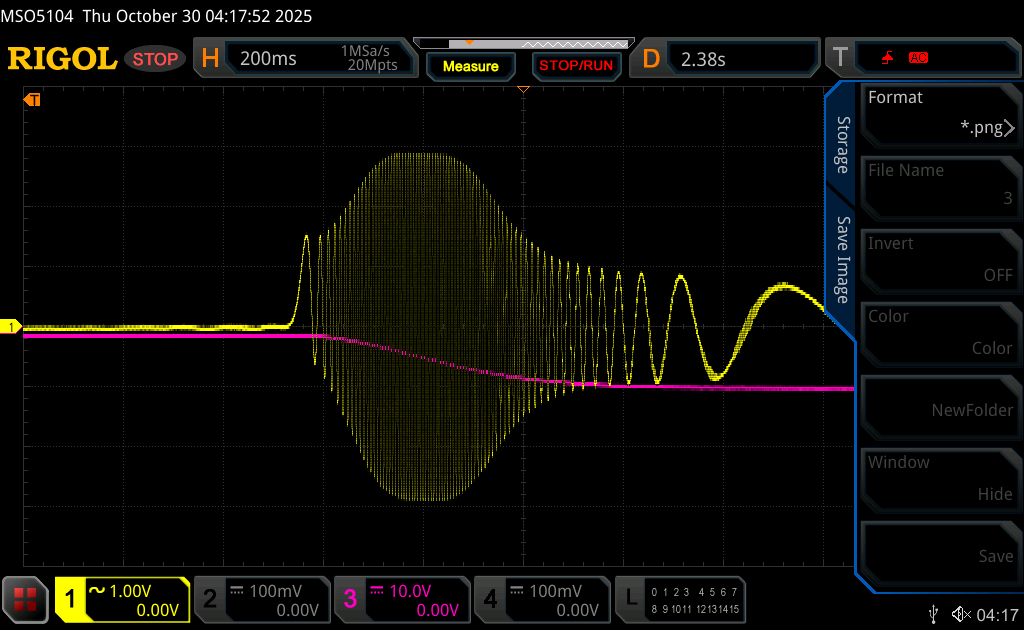 MSO5104 Thu October 30 04:17:52 2025
RIGOL STOP H 200ms 1MSa/s 20Mpts Measure STOP/RUN D 2.38s T AC
T
Storage
Save Image
Format
*.png
File Name
3
Invert
OFF
Color
Color
NewFolder
Window
Hide
Save
1
1 1.00V 0.00V
2 100mV 0.00V
3 10.0V 0.00V
4 100mV 0.00V
L 0 1 2 3 4 5 6 7
8 9 10 11 12 13 14 15
04:17